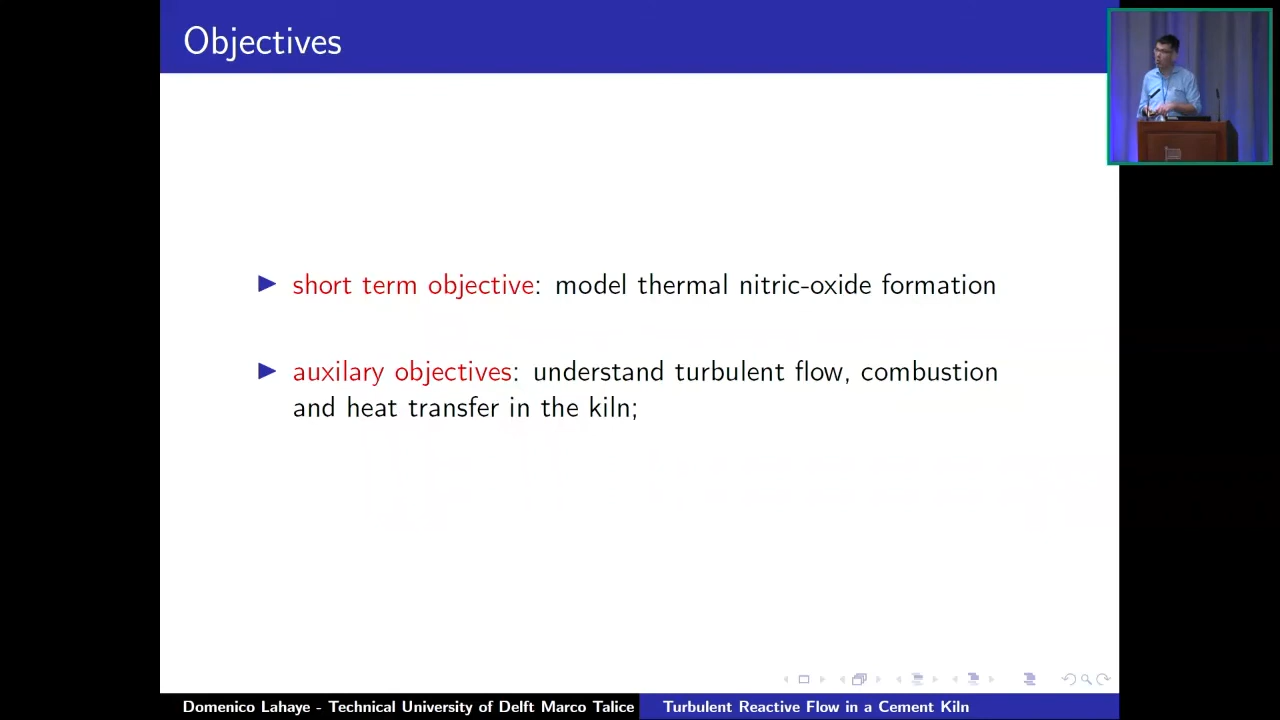 Objectives
short term objective: model thermal nitric-oxide formation
auxilary objectives: understand turbulent flow, combustion
and heat transfer in the kiln;
Domenico Lahaye - Technical University of Delft Marco Talice
Turbulent Reactive Flow in a Cement Kiln